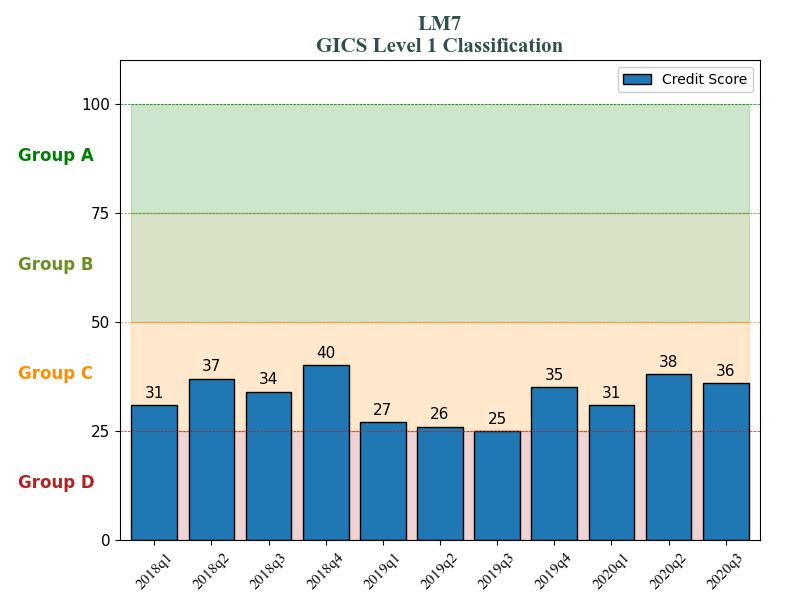 LM7
GICS Level 1 Classification
Credit Score
100
Group A
75
Group B
50
Group C
25
Group D
0
31
37
34
40
27
26
25
35
31
38
36
2018q1
2018q2
2018q3
2018q4
2019q1
2019q2
2019q3
2019q4
2020q1
2020q2
2020q3